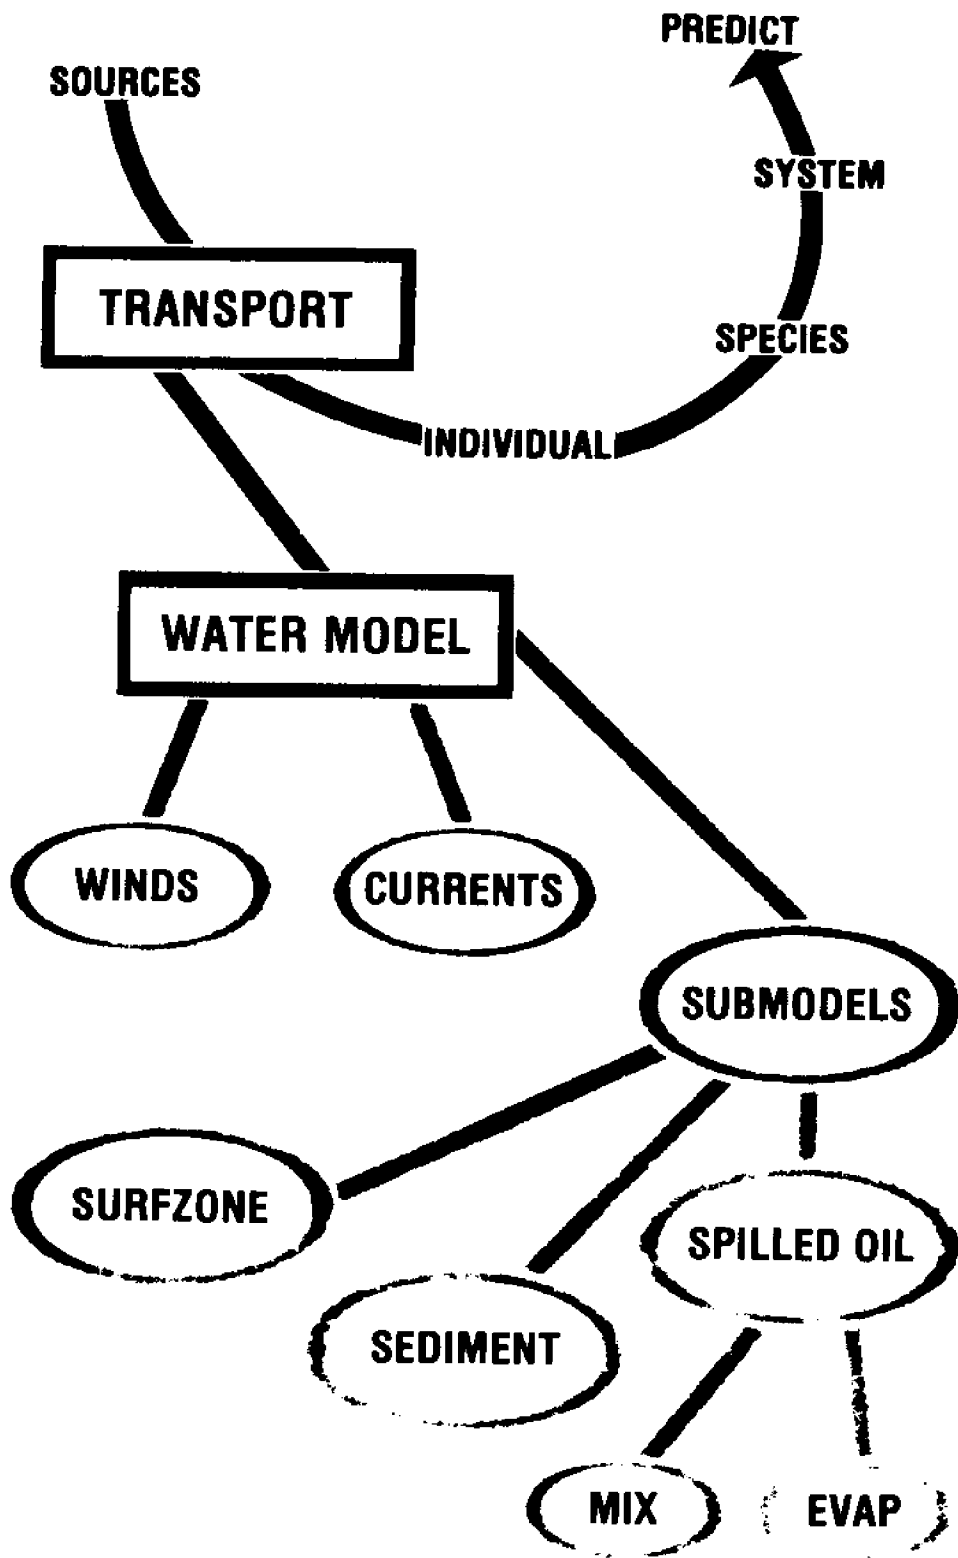 PREDICT
SOURCES
SYSTEM
TRANSPORT
SPECIES
INDIVIDUAL
WATER MODEL
WINDS
CURRENTS
SUBMODELS
SURFZONE
SPILLED OIL
SEDIMENT
MIX
EVAP